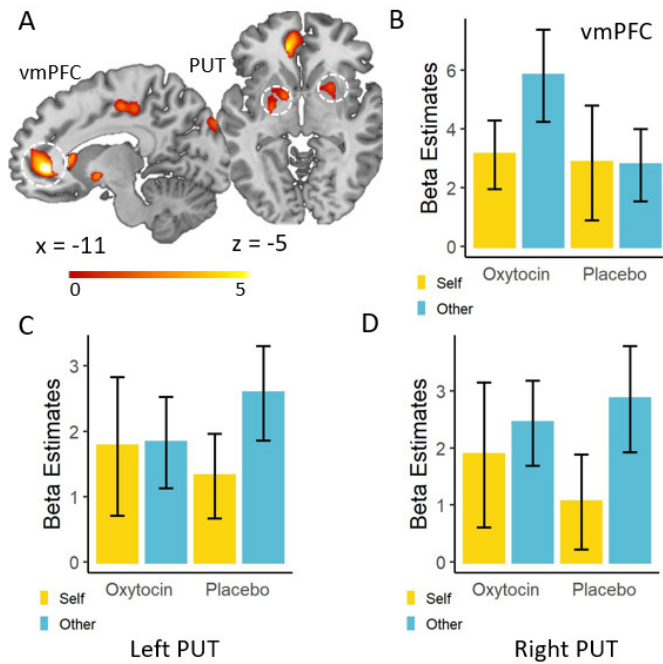 A
vmPFC
PUT
x = -11
z = -5
0
5
B
vmPFC
Beta Estimates
6
4
2
0
Oxytocin
Placebo
Self
Other
C
Beta Estimates
3
2
1
0
Oxytocin
Placebo
Self
Other
Left PUT
D
Beta Estimates
3
2
1
0
Oxytocin
Placebo
Self
Other
Right PUT